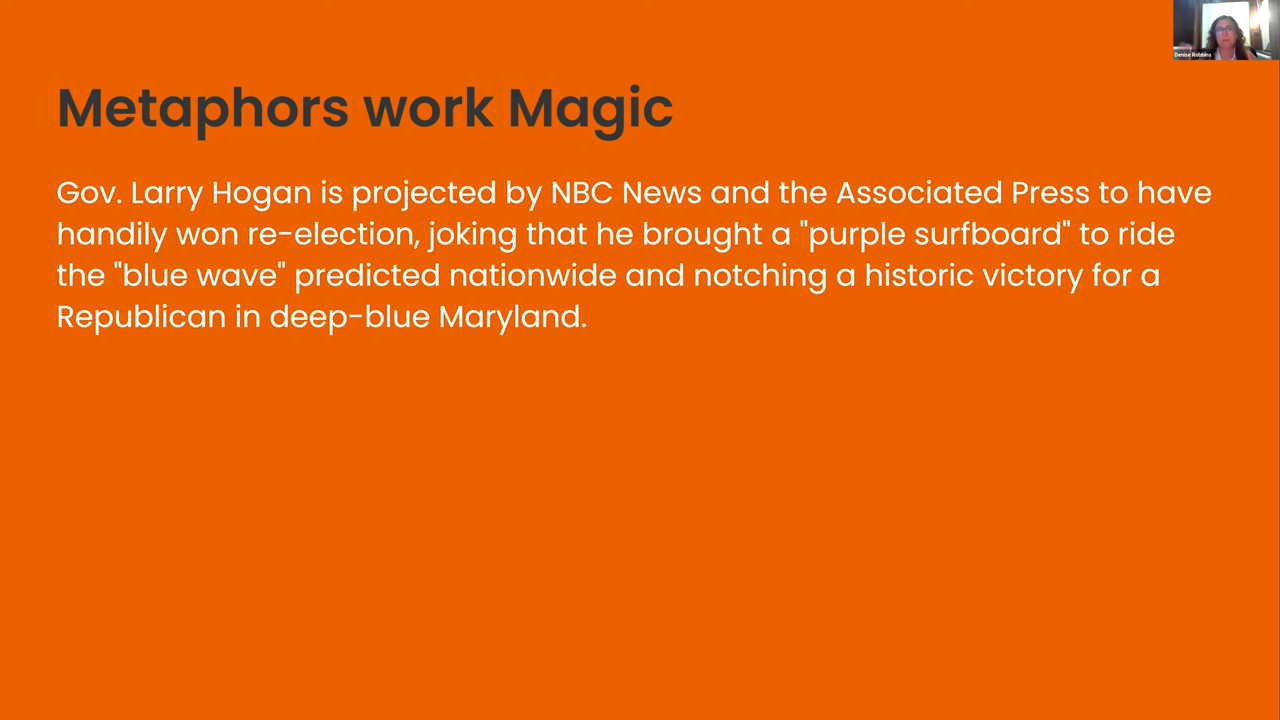 Denise Robbins
Metaphors work Magic
Gov. Larry Hogan is projected by NBC News and the Associated Press to have
handily won re-election, joking that he brought a "purple surfboard" to ride
the "blue wave" predicted nationwide and notching a historic victory for a
Republican in deep-blue Maryland.